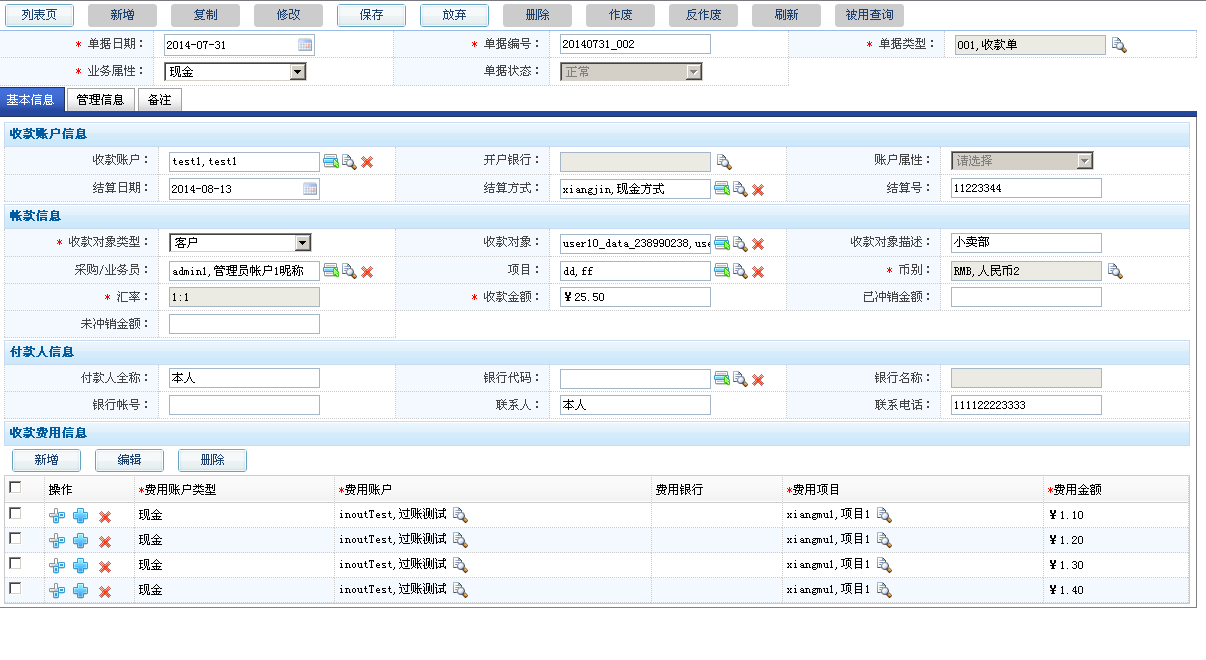 列表页 新增 复制 修改 保存 放弃 删除 作废 反作废 刷新 被用查询
* 单据日期： 2014-07-31 * 单据编号： 20140731_002 * 单据类型： 001,收款单
* 业务属性： 现金 单据状态： 正常
基本信息 管理信息 备注
收款账户信息
收款账户： test1,test1 开户银行： 账户属性： 请选择
结算日期： 2014-08-13 结算方式： xiangjin,现金方式 结算号： 11223344
帐款信息
* 收款对象类型： 客户 收款对象： user10_data_238990238,use 收款对象描述： 小卖部
采购/业务员： admin1,管理员帐户1昵称 项目： dd,ff * 币别： RMB,人民币2
* 汇率： 1:1 * 收款金额： ￥25.50 已冲销金额：
未冲销金额：
付款人信息
付款人全称： 本人 银行代码： 银行名称：
银行帐号： 联系人： 本人 联系电话： 111122223333
收款费用信息
新增 编辑 删除
操作 *费用账户类型 *费用账户 费用银行 *费用项目 *费用金额
现金 inoutTest,过账测试 xiangmu1,项目1 ￥1.10
现金 inoutTest,过账测试 xiangmu1,项目1 ￥1.20
现金 inoutTest,过账测试 xiangmu1,项目1 ￥1.30
现金 inoutTest,过账测试 xiangmu1,项目1 ￥1.40